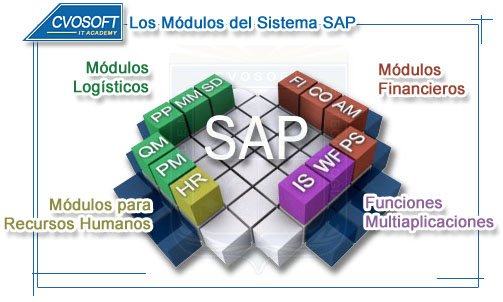 CVOSOFT
IT ACADEMY
Los Módulos del Sistema SAP
Módulos
Logísticos
Módulos
Financieros
PP MM SD
FI CO AM
QM
PM
HR
SAP
IS WF PS
Módulos para
Recursos Humanos
Funciones
Multiaplicaciones
CVOSOFT